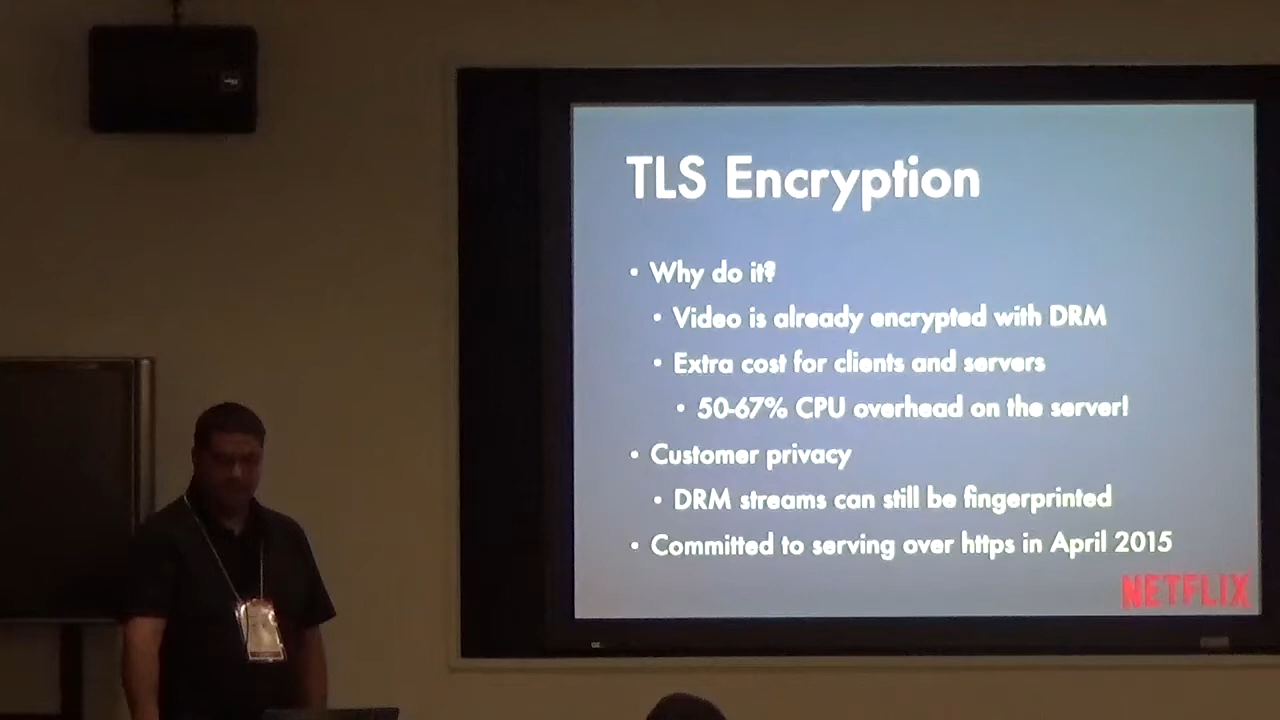 TLS Encryption
• Why do it?
• Video is already encrypted with DRM
• Extra cost for clients and servers
• 50-67% CPU overhead on the server!
• Customer privacy
• DRM streams can still be fingerprinted
• Committed to serving over https in April 2015
NETFLIX